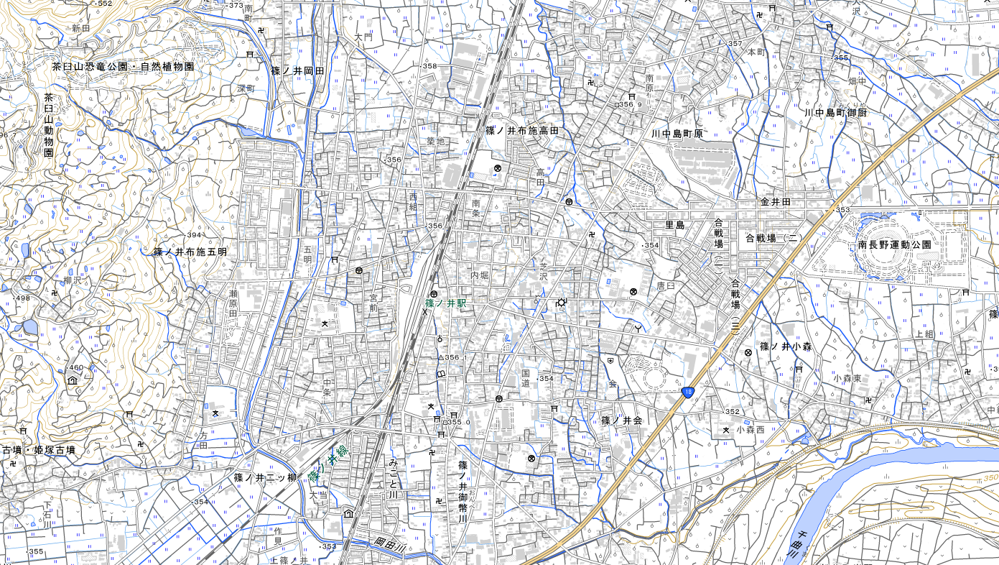 ・552
・373
南町
新田
大門
大沢
・357
本町
・355
茶臼山恐竜公園・自然植物園
篠ノ井岡田
・358
南原
畑中
深町
茶臼山動物園
□356.9
川中島町御厨
篠ノ井布施高田
川中島町原
築地
・356
高田
西組
南条
金井田
・353
・356
里島
合戦場(一)
合戦場(二)
・394
五明
・354
南長野運動公園
篠ノ井布施五明
柳沢
内堀
芝沢
唐臼
合戦場(三)
・498
瀬原田
宮前
篠ノ井駅
上組
篠ノ井小森
△356.1
・460
国道
・354
小森東
中条
会
18
・352
□355.0
篠ノ井会
小森西
方田
古墳・姫塚古墳
篠ノ井線
みこと川
篠ノ井御幣川
おんべ
篠ノ井二ッ柳
350
・354
大当
下石川
作見
岡田川
千曲川
・355
・353
上篠ノ井